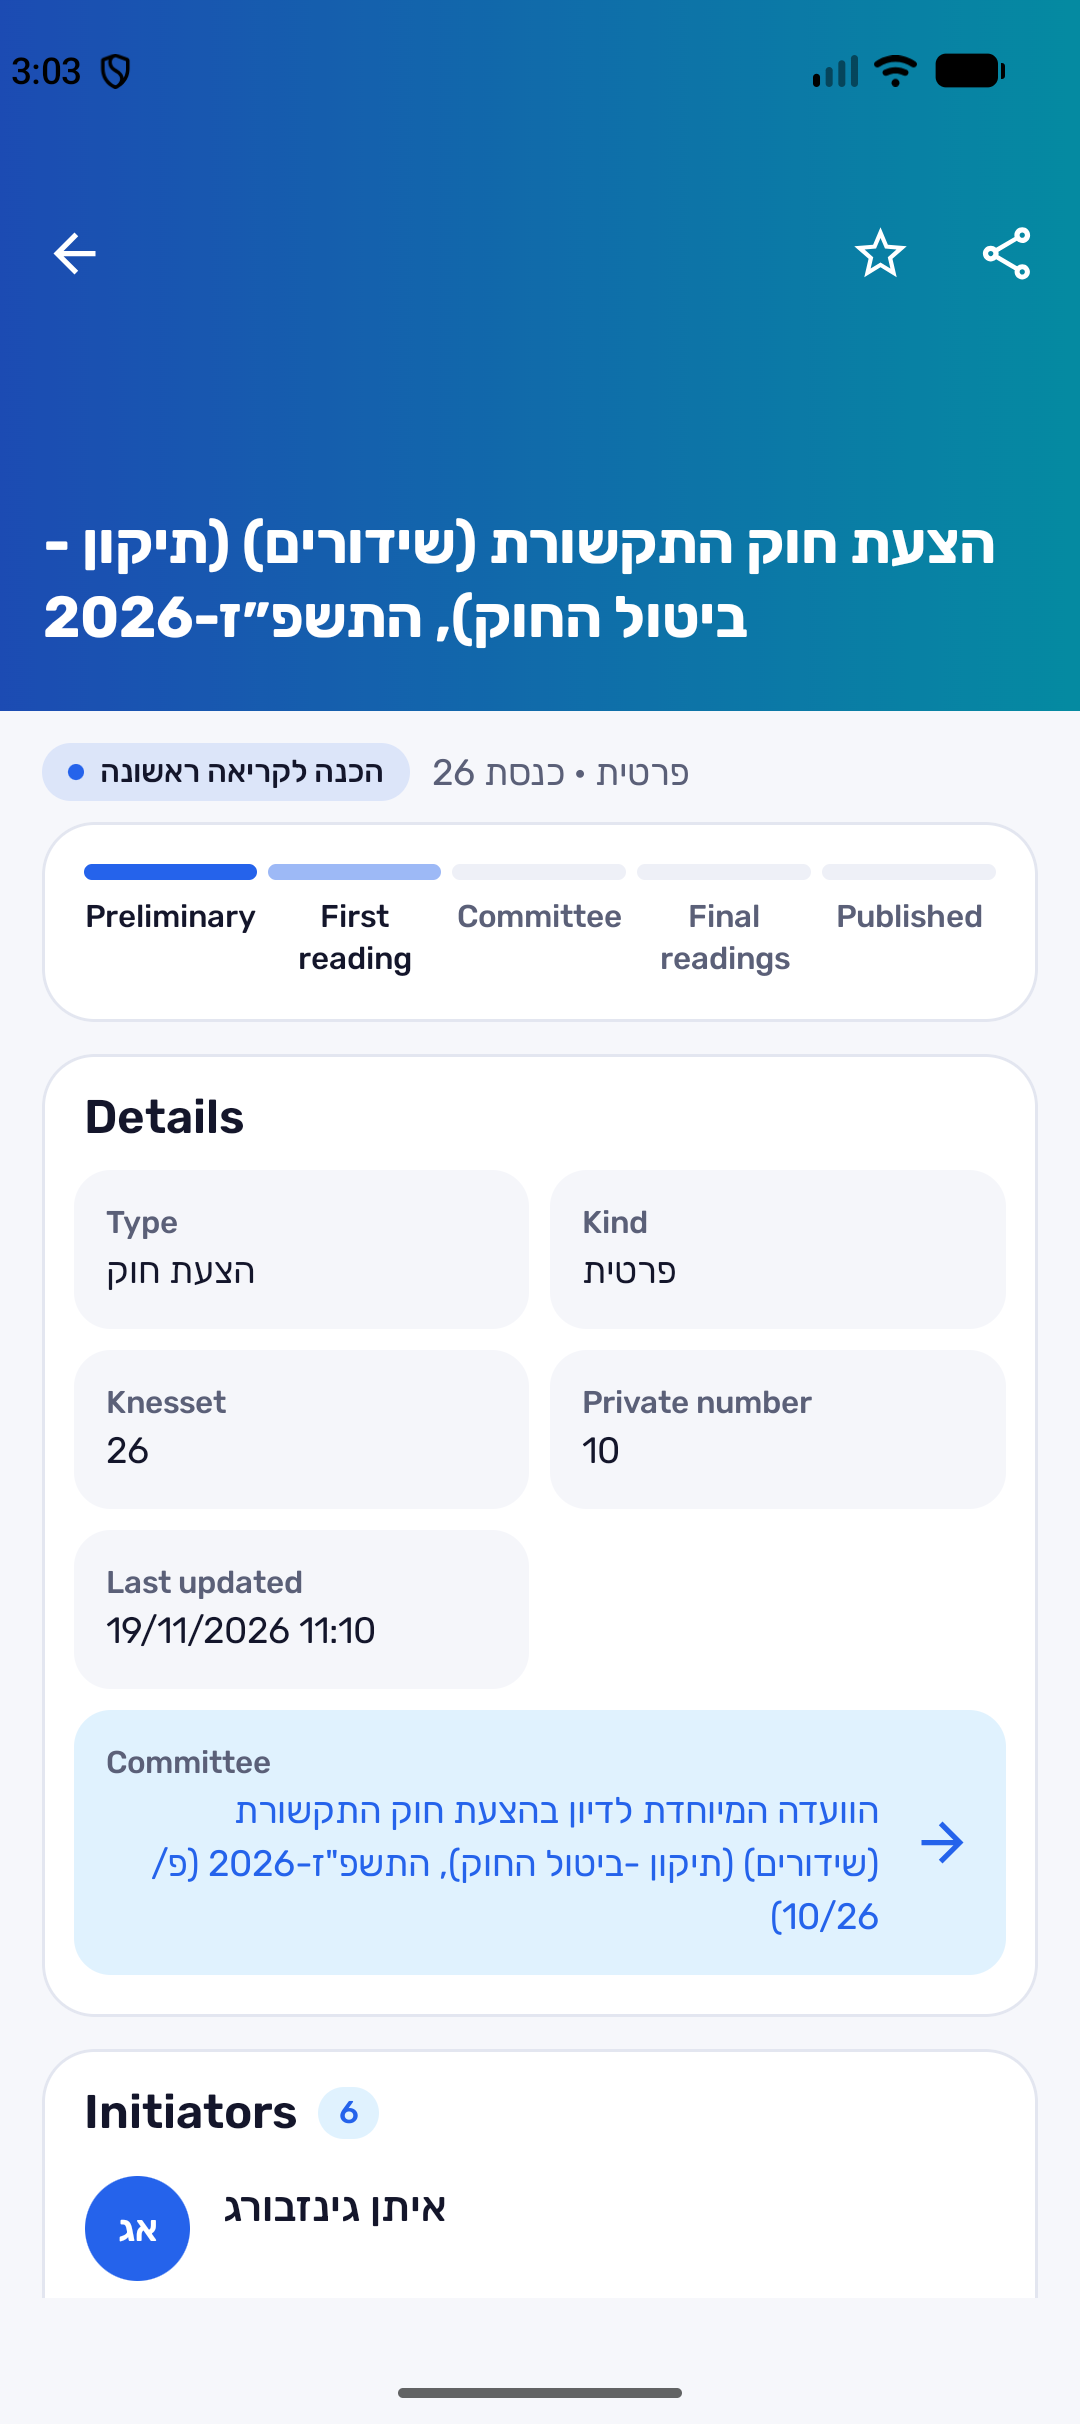 3:03
הצעת חוק התקשורת (שידורים) (תיקון -
ביטול החוק), התשפ״ז-2026
הכנה לקריאה ראשונה
פרטית • כנסת 26
Preliminary
First
reading
Committee
Final
readings
Published
Details
Type
הצעת חוק
Kind
פרטית
Knesset
26
Private number
10
Last updated
19/11/2026 11:10
Committee
הוועדה המיוחדת לדיון בהצעת חוק התקשורת
(שידורים) (תיקון -ביטול החוק), התשפ"ז-2026 (פ/
10/26)
Initiators 6
אג
איתן גינזבורג